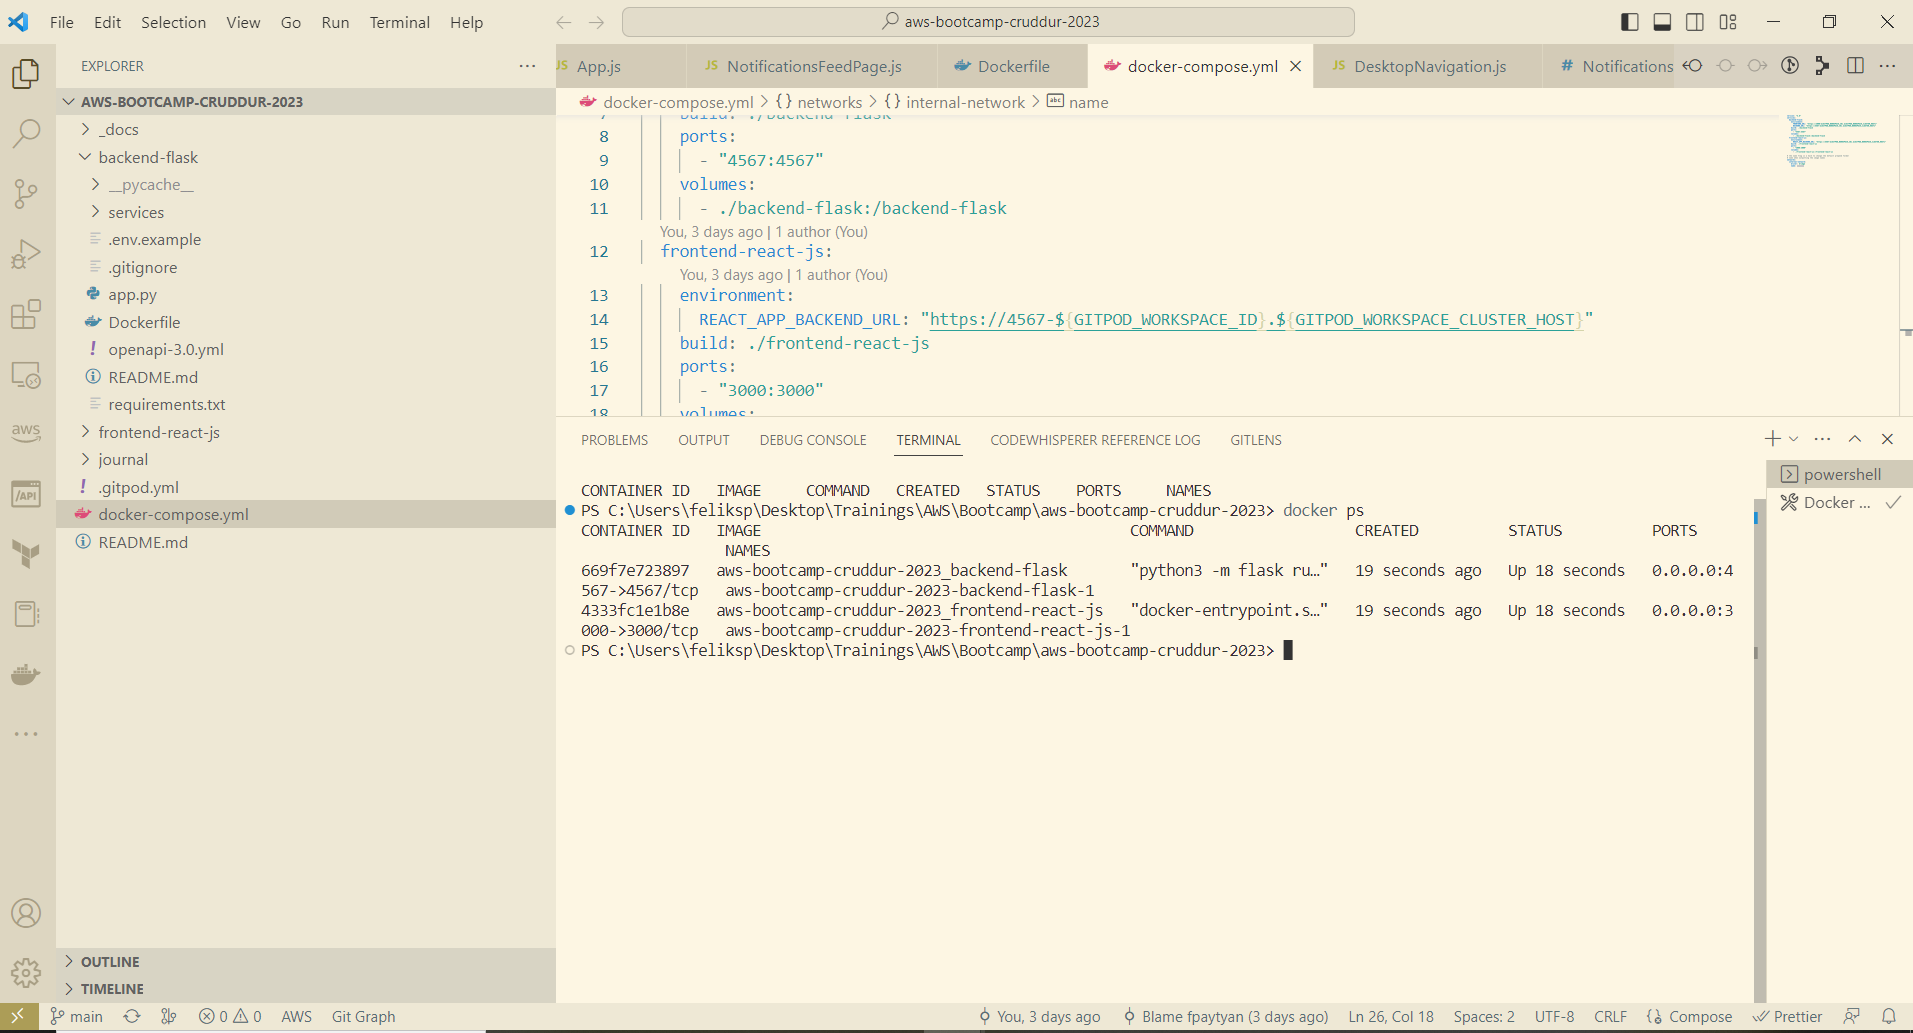 File Edit Selection View Go Run Terminal Help
aws-bootcamp-cruddur-2023
EXPLORER
AWS-BOOTCAMP-CRUDDUR-2023
_docs
backend-flask
__pycache__
services
.env.example
.gitignore
app.py
Dockerfile
openapi-3.0.yml
README.md
requirements.txt
frontend-react-js
journal
.gitpod.yml
docker-compose.yml
README.md
OUTLINE
TIMELINE
aws
/API
JS App.js
JS NotificationsFeedPage.js
Dockerfile
docker-compose.yml
JS DesktopNavigation.js
# Notifications
docker-compose.yml > {} networks > {} internal-network > abc name
7 build: ./backend-flask
8 ports:
9 - "4567:4567"
10 volumes:
11 - ./backend-flask:/backend-flask
You, 3 days ago | 1 author (You)
12 frontend-react-js:
You, 3 days ago | 1 author (You)
13 environment:
14 REACT_APP_BACKEND_URL: "https://4567-${GITPOD_WORKSPACE_ID}.${GITPOD_WORKSPACE_CLUSTER_HOST}"
15 build: ./frontend-react-js
16 ports:
17 - "3000:3000"
18 volumes:
PROBLEMS OUTPUT DEBUG CONSOLE TERMINAL CODEWHISPERER REFERENCE LOG GITLENS
powershell
Docker ...
CONTAINER ID IMAGE COMMAND CREATED STATUS PORTS NAMES
PS C:\Users\feliksp\Desktop\Trainings\AWS\Bootcamp\aws-bootcamp-cruddur-2023> docker ps
CONTAINER ID IMAGE COMMAND CREATED STATUS PORTS
NAMES
669f7e723897 aws-bootcamp-cruddur-2023_backend-flask "python3 -m flask ru…" 19 seconds ago Up 18 seconds 0.0.0.0:4
567->4567/tcp aws-bootcamp-cruddur-2023-backend-flask-1
4333fc1e1b8e aws-bootcamp-cruddur-2023_frontend-react-js "docker-entrypoint.s…" 19 seconds ago Up 18 seconds 0.0.0.0:3
000->3000/tcp aws-bootcamp-cruddur-2023-frontend-react-js-1
PS C:\Users\feliksp\Desktop\Trainings\AWS\Bootcamp\aws-bootcamp-cruddur-2023>
main 0 0 AWS Git Graph You, 3 days ago Blame fpaytyan (3 days ago) Ln 26, Col 18 Spaces: 2 UTF-8 CRLF Compose Prettier